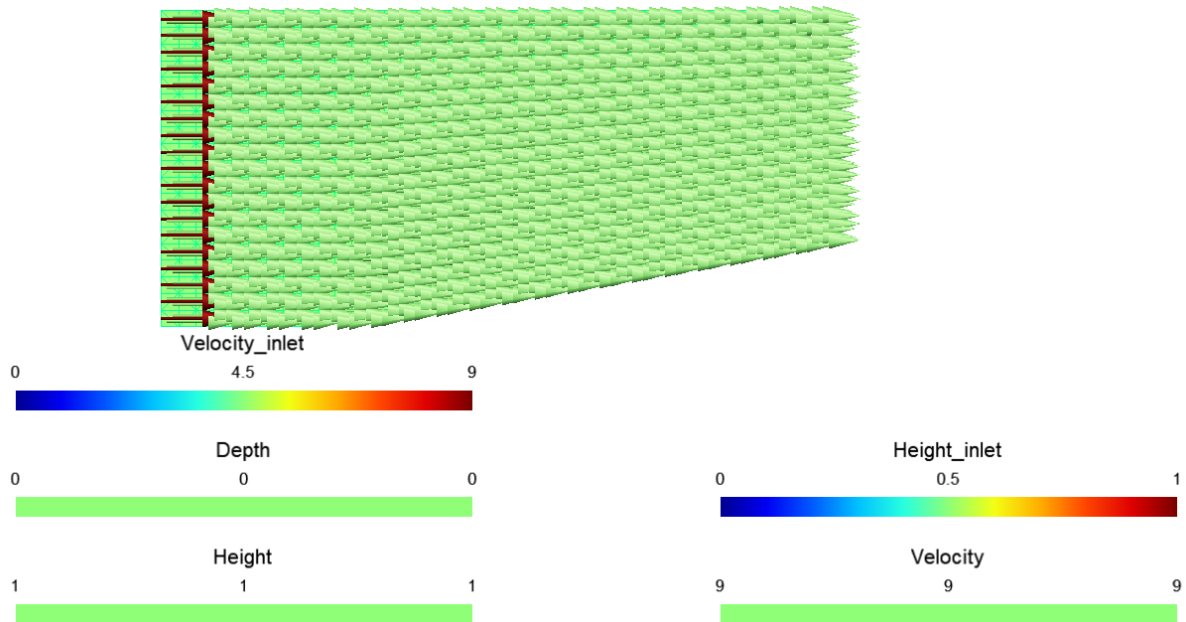 Velocity_inlet
0 4.5 9
Depth
0 0 0
Height_inlet
0 0.5 1
Height
1 1 1
Velocity
9 9 9